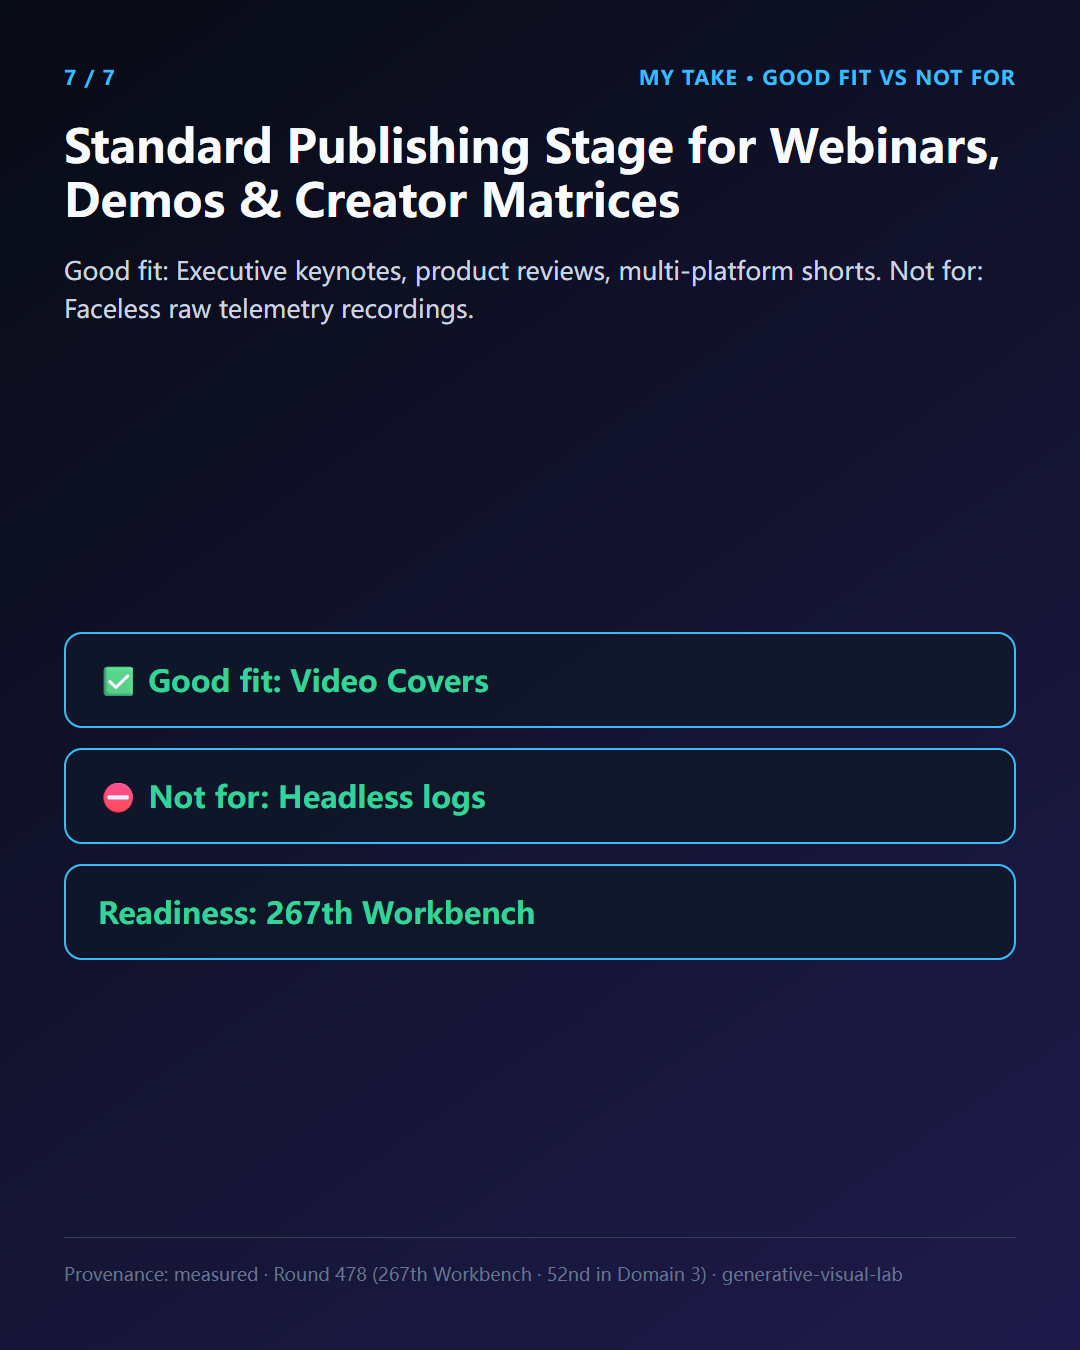 7 / 7
MY TAKE • GOOD FIT VS NOT FOR
Standard Publishing Stage for Webinars,
Demos & Creator Matrices
Good fit: Executive keynotes, product reviews, multi-platform shorts. Not for:
Faceless raw telemetry recordings.
✅ Good fit: Video Covers
⛔ Not for: Headless logs
Readiness: 267th Workbench
Provenance: measured · Round 478 (267th Workbench · 52nd in Domain 3) · generative-visual-lab